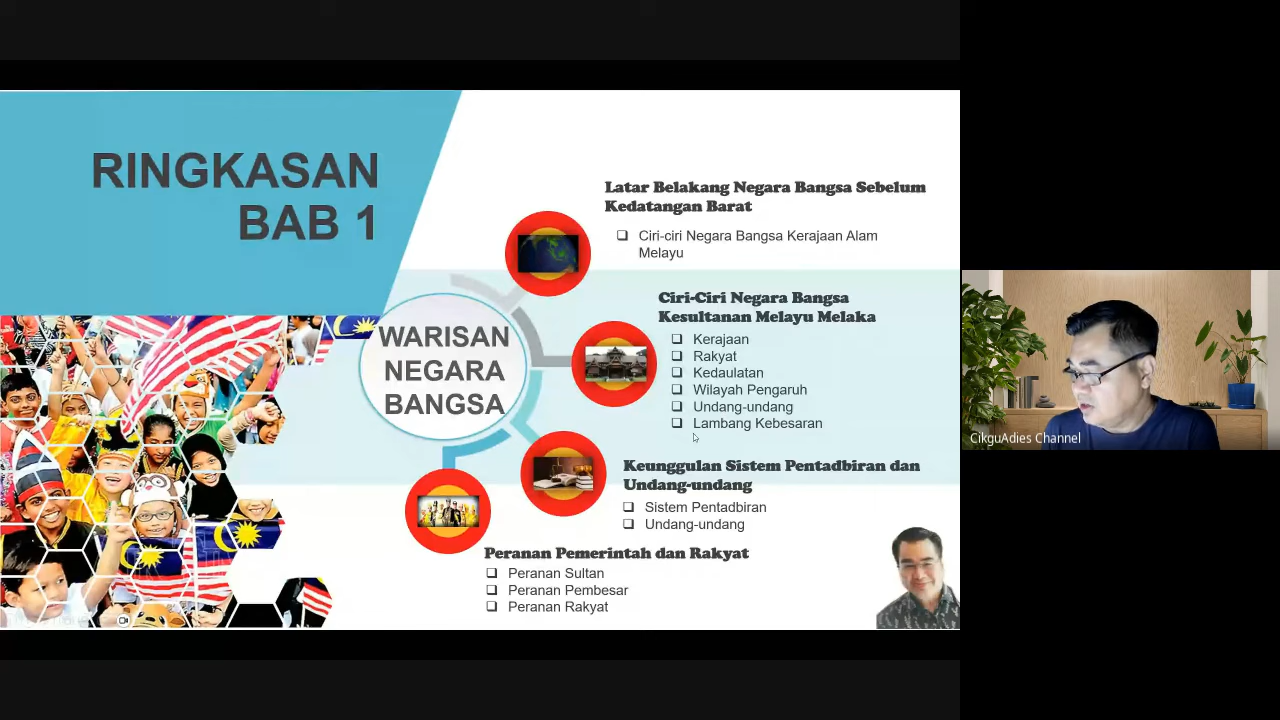 RINGKASAN
BAB 1
WARISAN
NEGARA
BANGSA
Latar Belakang Negara Bangsa Sebelum
Kedatangan Barat
Ciri-ciri Negara Bangsa Kerajaan Alam
Melayu
Ciri-Ciri Negara Bangsa
Kesultanan Melayu Melaka
Kerajaan
Rakyat
Kedaulatan
Wilayah Pengaruh
Undang-undang
Lambang Kebesaran
Keunggulan Sistem Pentadbiran dan
Undang-undang
Sistem Pentadbiran
Undang-undang
Peranan Pemerintah dan Rakyat
Peranan Sultan
Peranan Pembesar
Peranan Rakyat
CikguAdies Channel